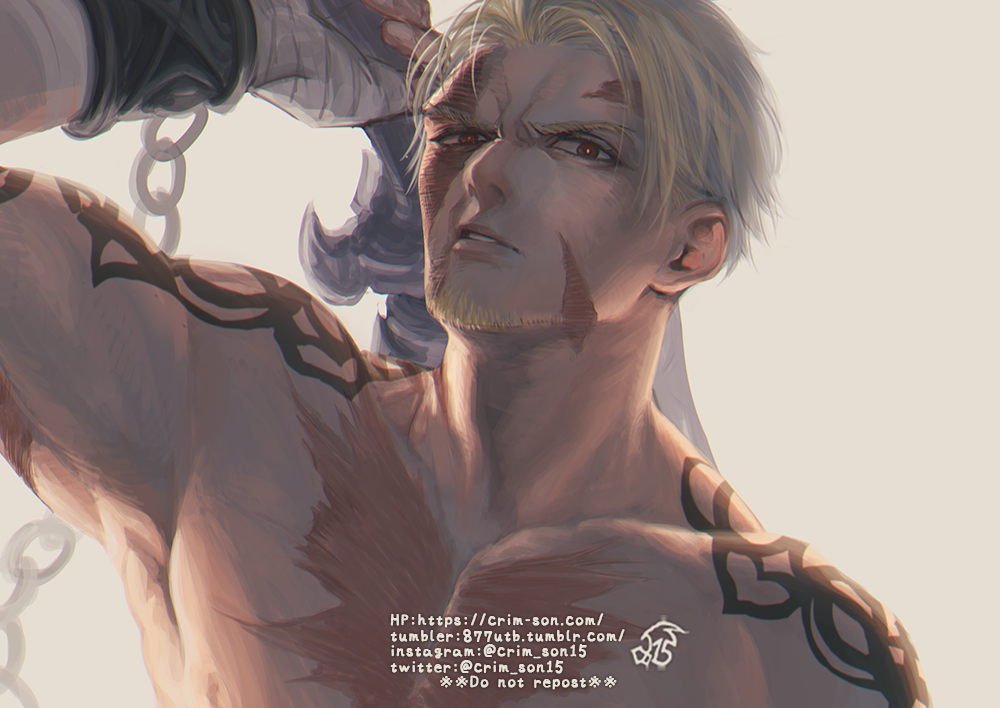 HP:https://crim-son.com/
tumbler:877utb.tumblr.com/
instagram:@crim_son15
twitter:@crim_son15
※※Do not repost※※